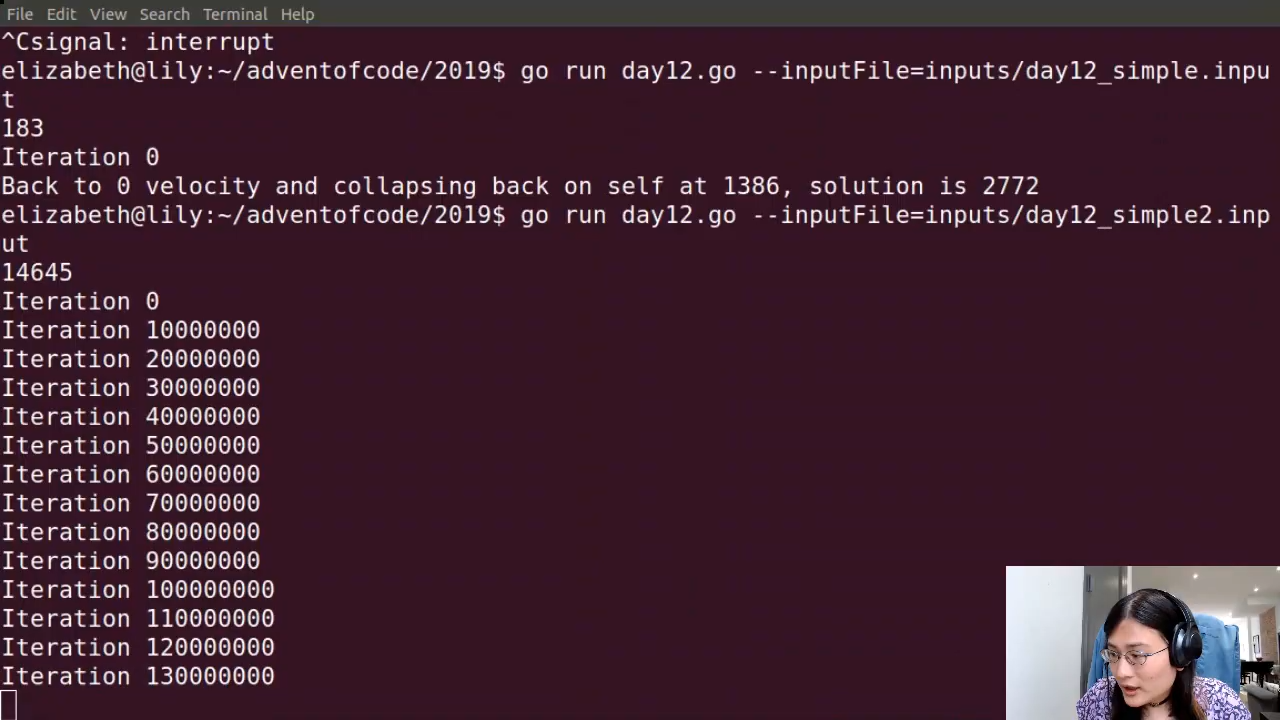 File Edit View Search Terminal Help
^Csignal: interrupt
elizabeth@lily:~/adventofcode/2019$ go run day12.go --inputFile=inputs/day12_simple.inpu
t
183
Iteration 0
Back to 0 velocity and collapsing back on self at 1386, solution is 2772
elizabeth@lily:~/adventofcode/2019$ go run day12.go --inputFile=inputs/day12_simple2.inp
ut
14645
Iteration 0
Iteration 10000000
Iteration 20000000
Iteration 30000000
Iteration 40000000
Iteration 50000000
Iteration 60000000
Iteration 70000000
Iteration 80000000
Iteration 90000000
Iteration 100000000
Iteration 110000000
Iteration 120000000
Iteration 130000000